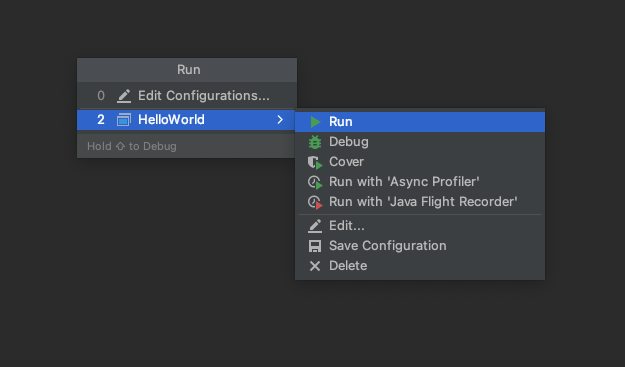 Run
0 Edit Configurations...
2 HelloWorld
Hold ⇧ to Debug
Run
Debug
Cover
Run with 'Async Profiler'
Run with 'Java Flight Recorder'
Edit...
Save Configuration
Delete